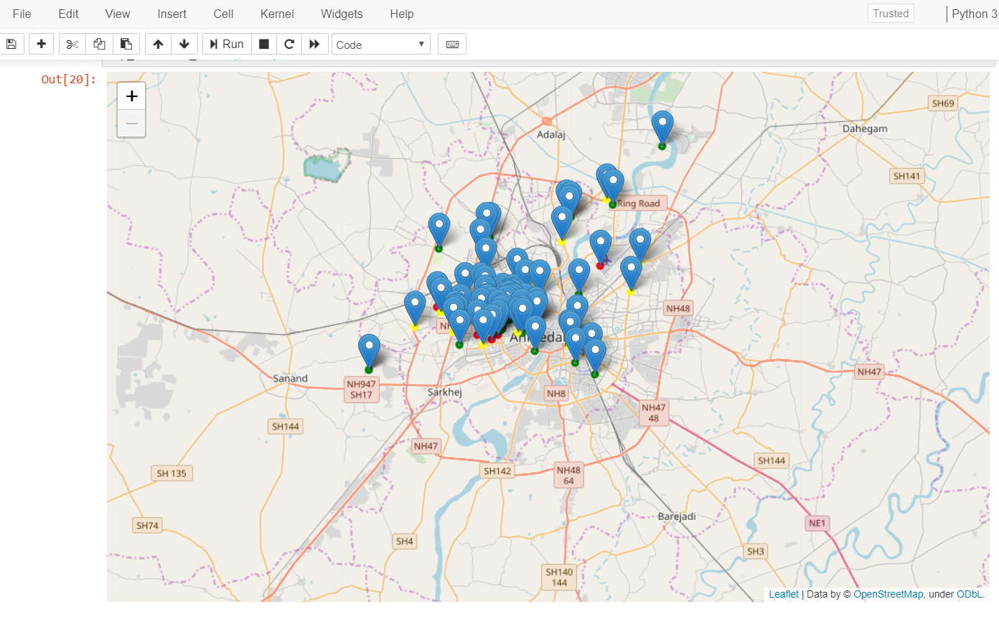 File Edit View Insert Cell Kernel Widgets Help Trusted Python 3
Run Code
Out[20]:
+
−
SH69
Adalaj
Dahegam
SH141
Ring Road
NH48
Sanand
NH947
SH17
Sarkhej
NH8
NH47
NH47
48
SH144
NH47
SH144
SH 135
SH142
NH48
64
SH74
Barejadi
NE1
SH4
SH3
SH140
144
Leaflet | Data by © OpenStreetMap, under ODbL.